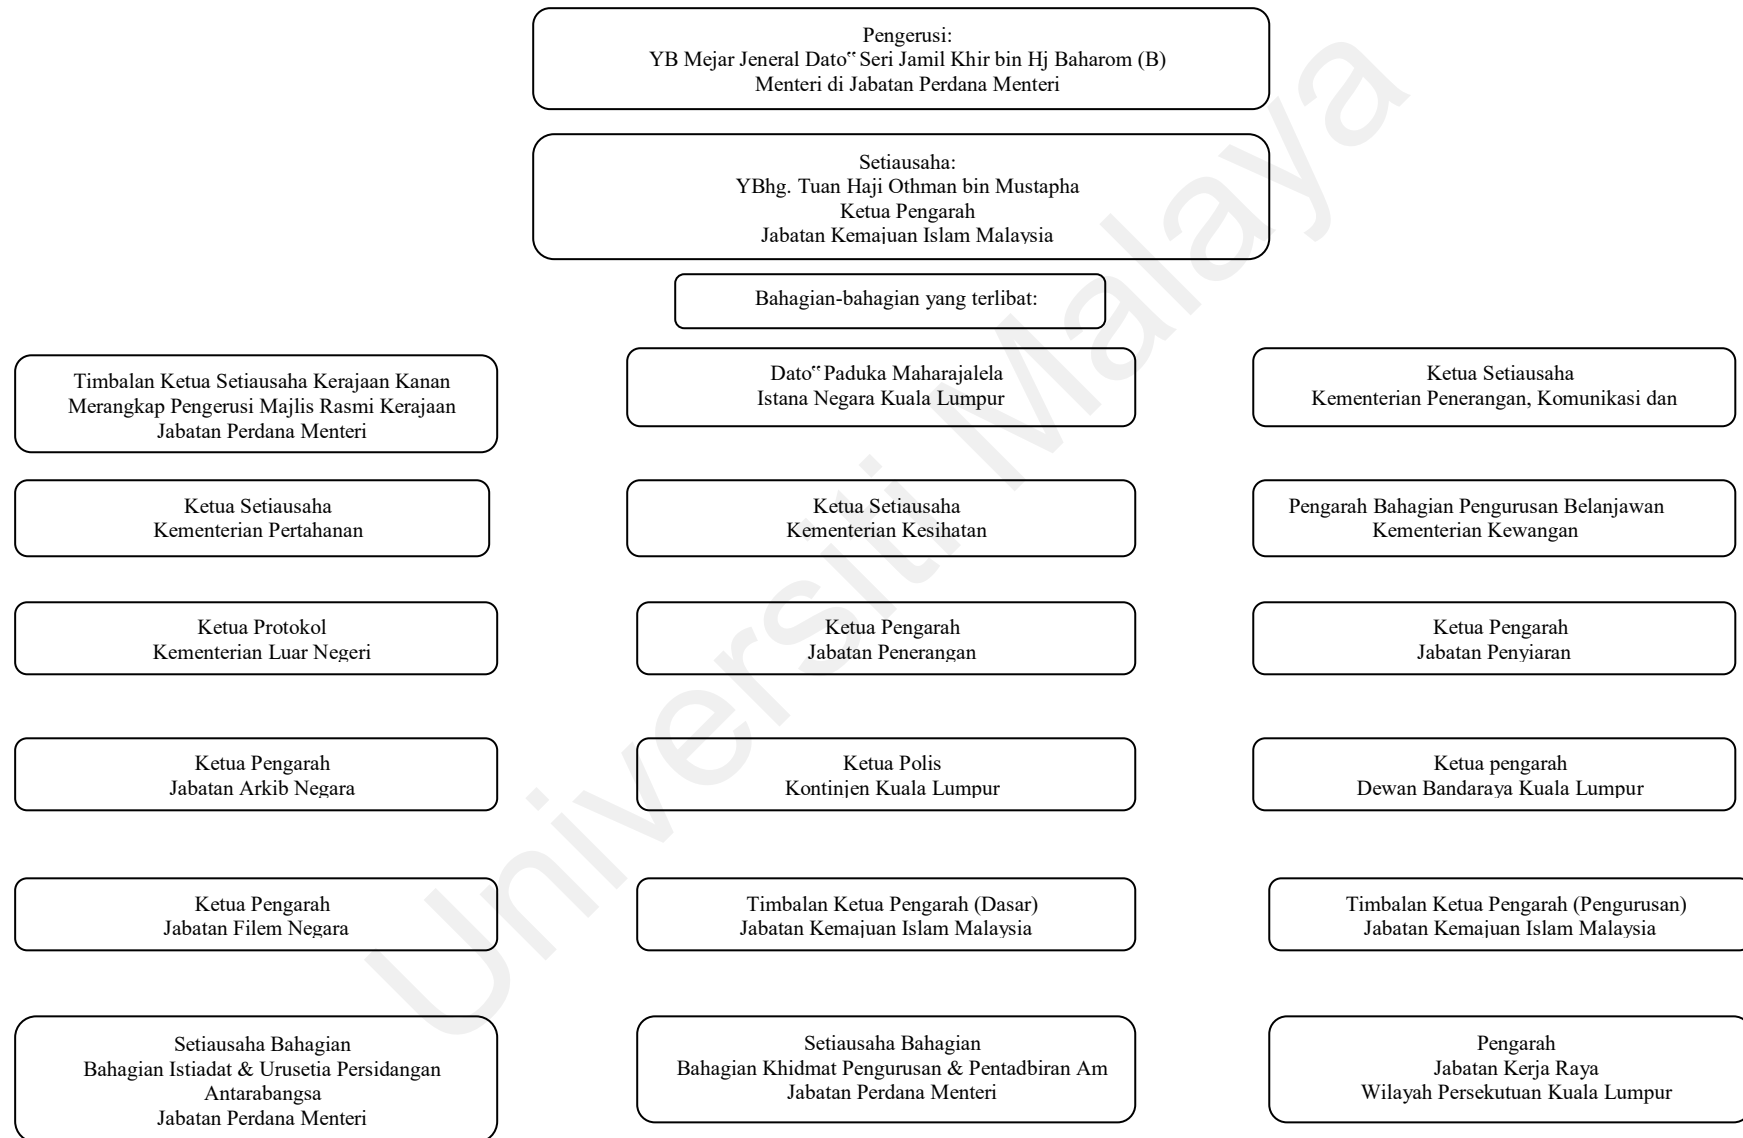 Pengerusi:
YB Mejar Jeneral Dato‟ Seri Jamil Khir bin Hj Baharom (B)
Menteri di Jabatan Perdana Menteri
Setiausaha:
YBhg. Tuan Haji Othman bin Mustapha
Ketua Pengarah
Jabatan Kemajuan Islam Malaysia
Bahagian-bahagian yang terlibat:
Timbalan Ketua Setiausaha Kerajaan Kanan
Merangkap Pengerusi Majlis Rasmi Kerajaan
Jabatan Perdana Menteri
Dato‟ Paduka Maharajalela
Istana Negara Kuala Lumpur
Ketua Setiausaha
Kementerian Penerangan, Komunikasi dan
Ketua Setiausaha
Kementerian Pertahanan
Ketua Setiausaha
Kementerian Kesihatan
Pengarah Bahagian Pengurusan Belanjawan
Kementerian Kewangan
Ketua Protokol
Kementerian Luar Negeri
Ketua Pengarah
Jabatan Penerangan
Ketua Pengarah
Jabatan Penyiaran
Ketua Pengarah
Jabatan Arkib Negara
Ketua Polis
Kontinjen Kuala Lumpur
Ketua pengarah
Dewan Bandaraya Kuala Lumpur
Ketua Pengarah
Jabatan Filem Negara
Timbalan Ketua Pengarah (Dasar)
Jabatan Kemajuan Islam Malaysia
Timbalan Ketua Pengarah (Pengurusan)
Jabatan Kemajuan Islam Malaysia
Setiausaha Bahagian
Bahagian Istiadat & Urusetia Persidangan
Antarabangsa
Jabatan Perdana Menteri
Setiausaha Bahagian
Bahagian Khidmat Pengurusan & Pentadbiran Am
Jabatan Perdana Menteri
Pengarah
Jabatan Kerja Raya
Wilayah Persekutuan Kuala Lumpur
Universiti Malaya